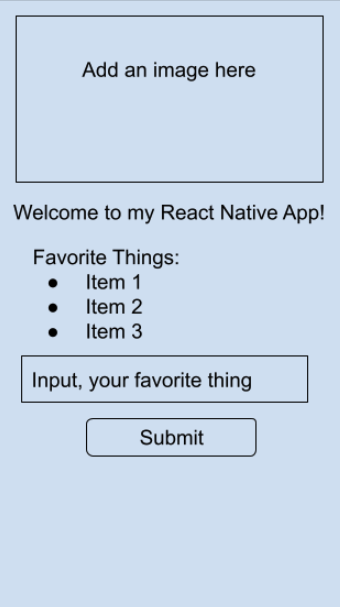 Add an image here
Welcome to my React Native App!
Favorite Things:
● Item 1
● Item 2
● Item 3
Input, your favorite thing
Submit